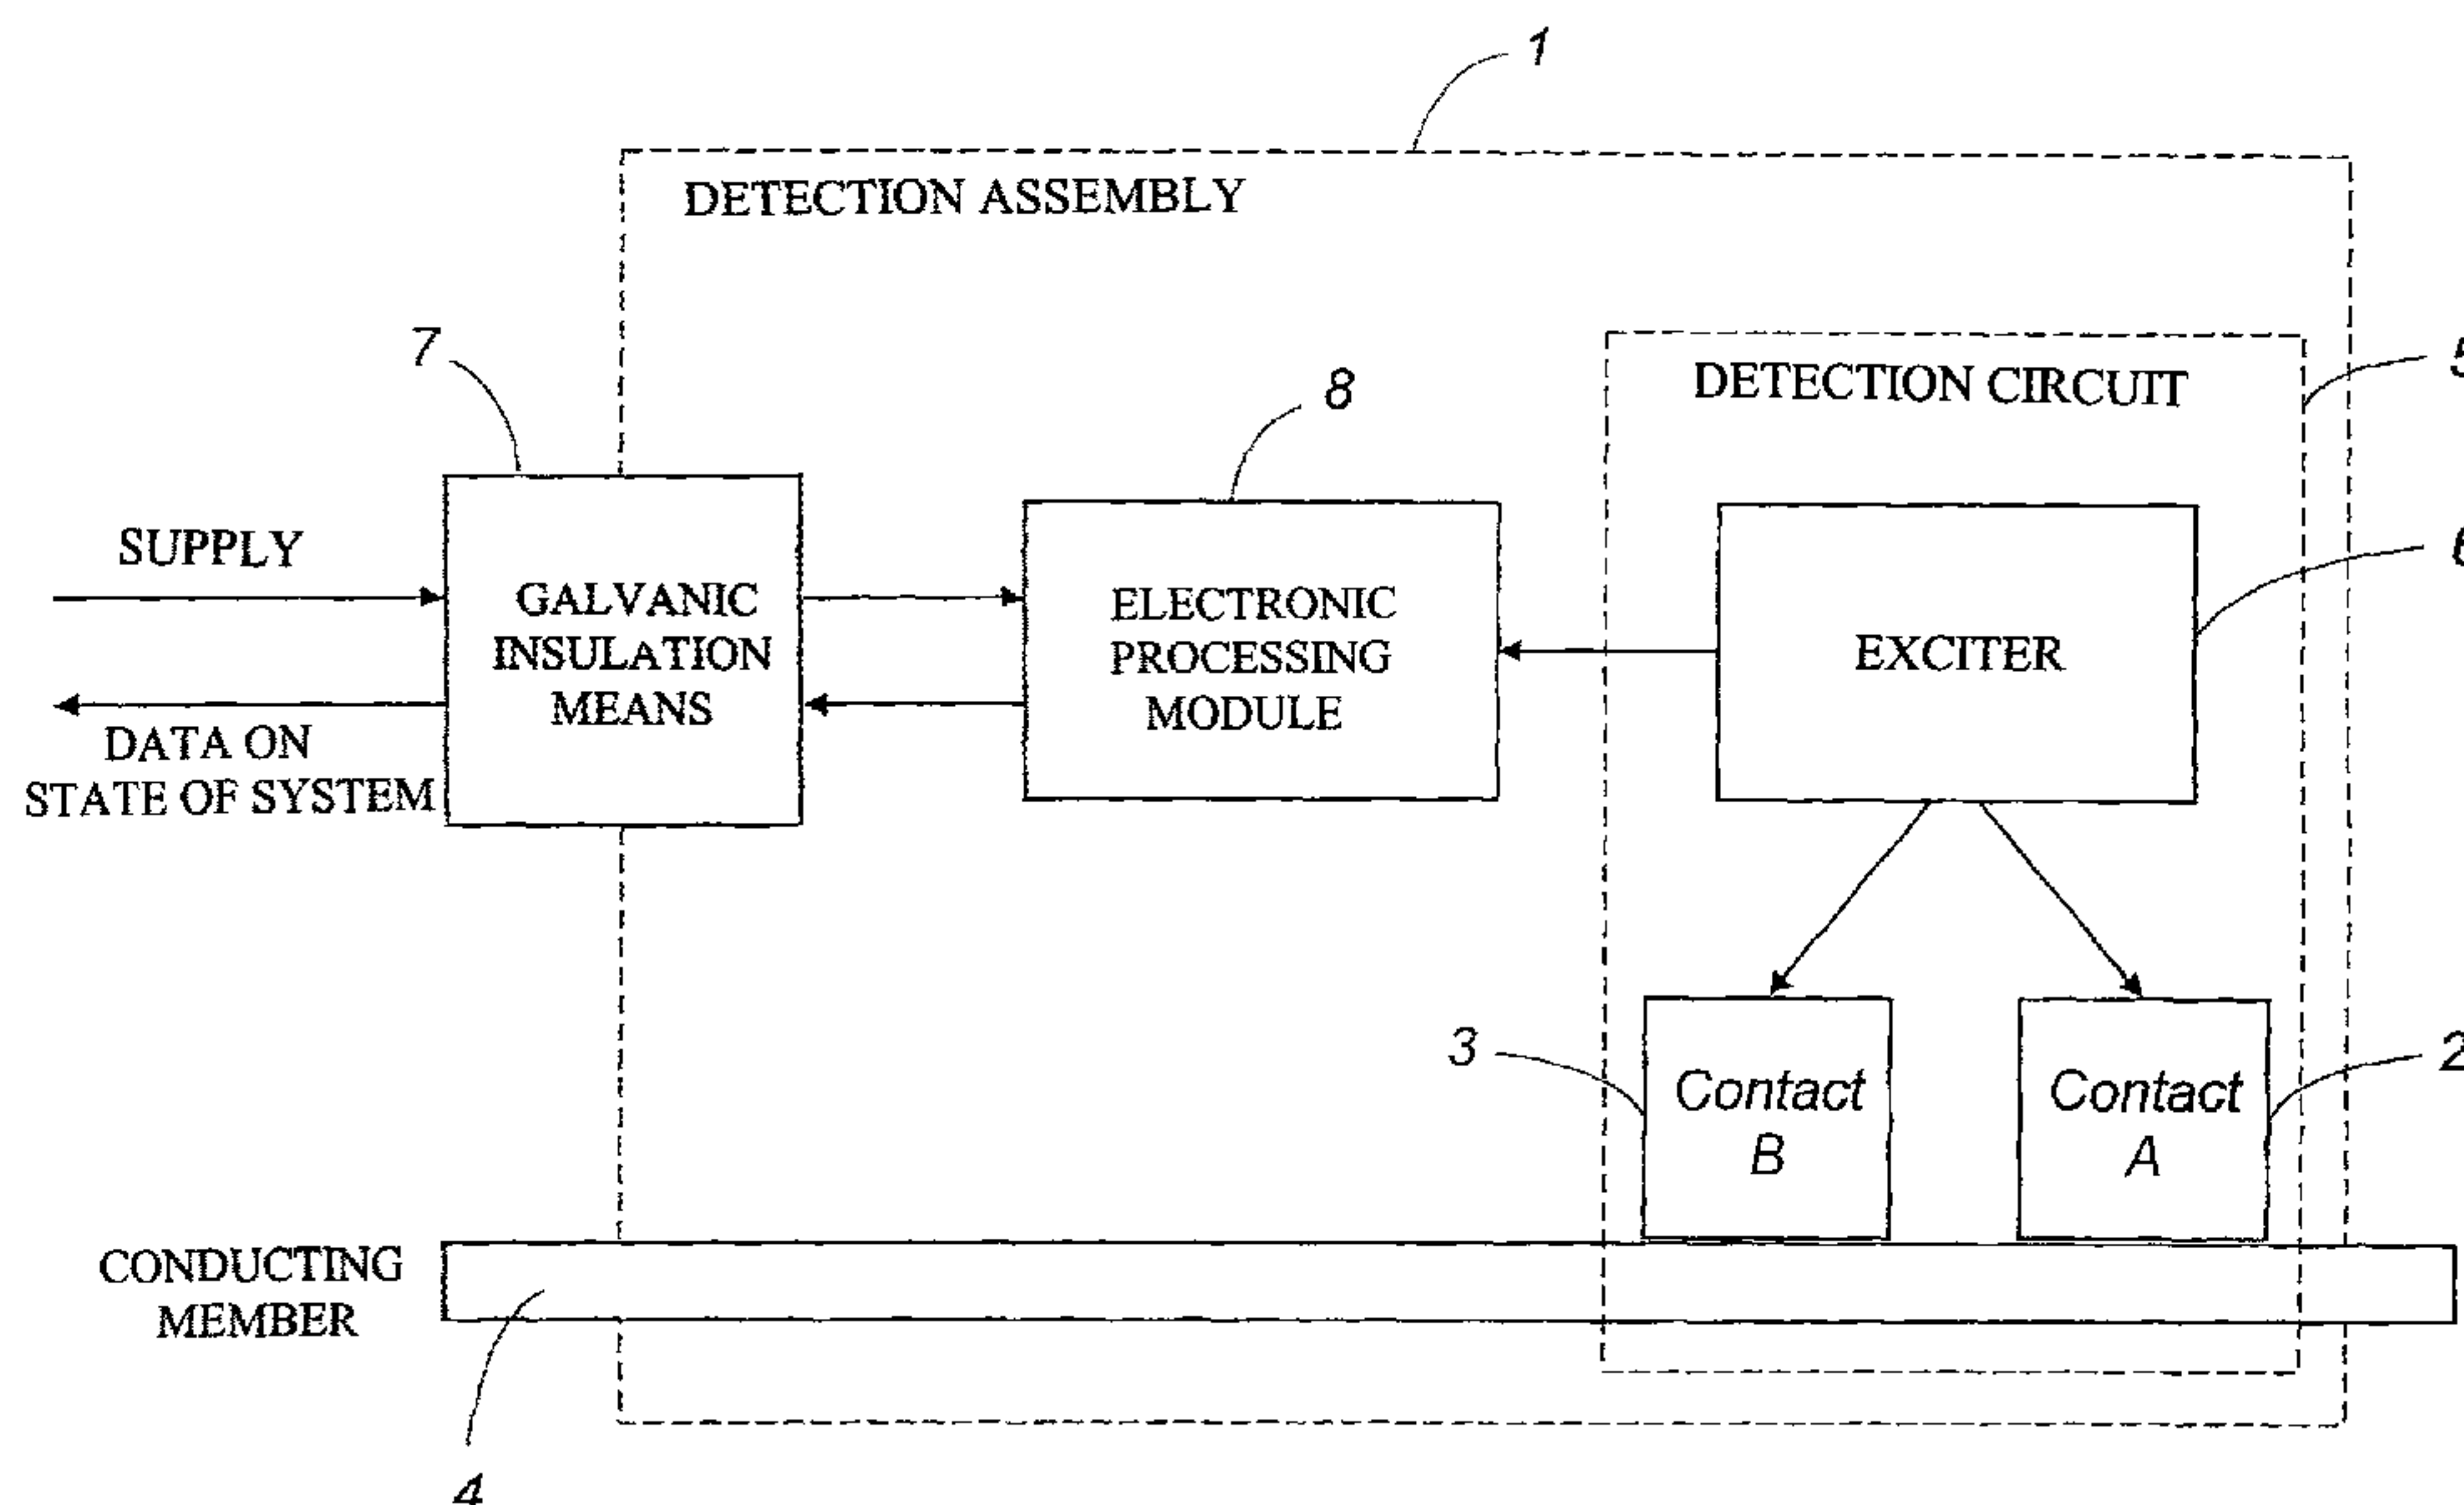 1
DETECTION ASSEMBLY
7
8
DETECTION CIRCUIT
5
SUPPLY
GALVANIC
INSULATION
MEANS
DATA ON
STATE OF SYSTEM
ELECTRONIC
PROCESSING
MODULE
EXCITER
6
3
Contact
B
Contact
A
2
CONDUCTING
MEMBER
4